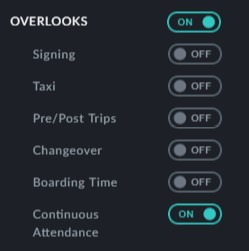 OVERLOOKS ON
Signing OFF
Taxi OFF
Pre/Post Trips OFF
Changeover OFF
Boarding Time OFF
Continuous ON
Attendance